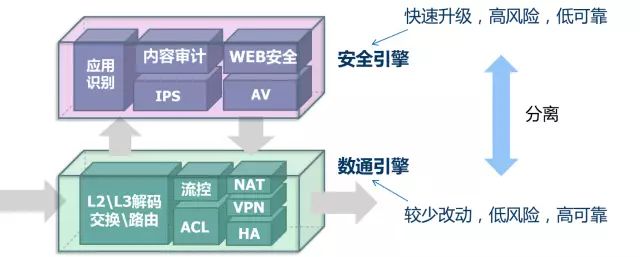 快速升级，高风险，低可靠
安全引擎
应用
识别
内容审计
WEB安全
IPS
AV
分离
数通引擎
L2\L3解码
交换\路由
流控
NAT
ACL
VPN
HA
较少改动，低风险，高可靠